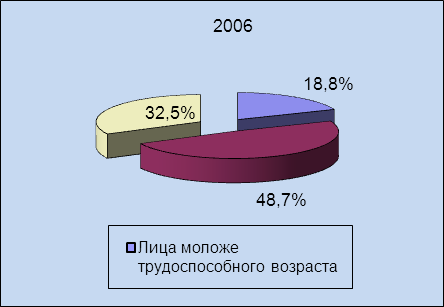 2006
18,8%
32,5%
48,7%
Лица моложе
трудоспособного возраста